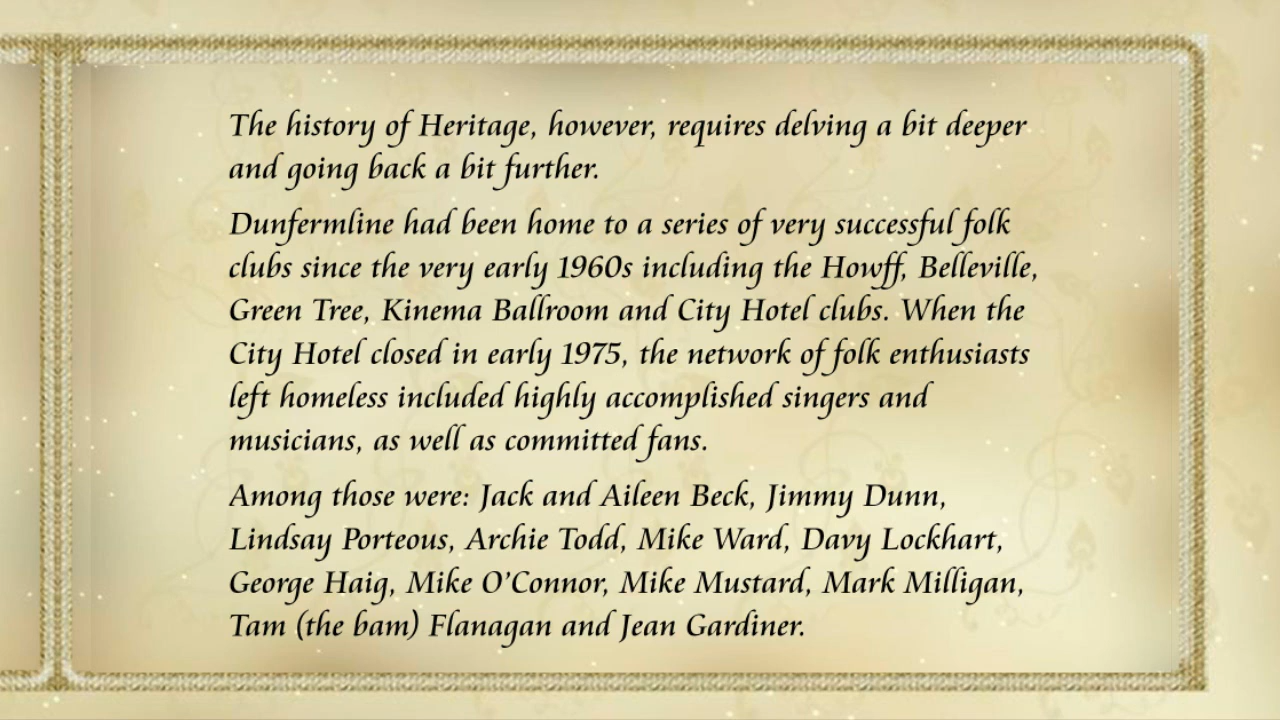 The history of Heritage, however, requires delving a bit deeper
and going back a bit further.
Dunfermline had been home to a series of very successful folk
clubs since the very early 1960s including the Howff, Belleville,
Green Tree, Kinema Ballroom and City Hotel clubs. When the
City Hotel closed in early 1975, the network of folk enthusiasts
left homeless included highly accomplished singers and
musicians, as well as committed fans.
Among those were: Jack and Aileen Beck, Jimmy Dunn,
Lindsay Porteous, Archie Todd, Mike Ward, Davy Lockhart,
George Haig, Mike O'Connor, Mike Mustard, Mark Milligan,
Tam (the bam) Flanagan and Jean Gardiner.